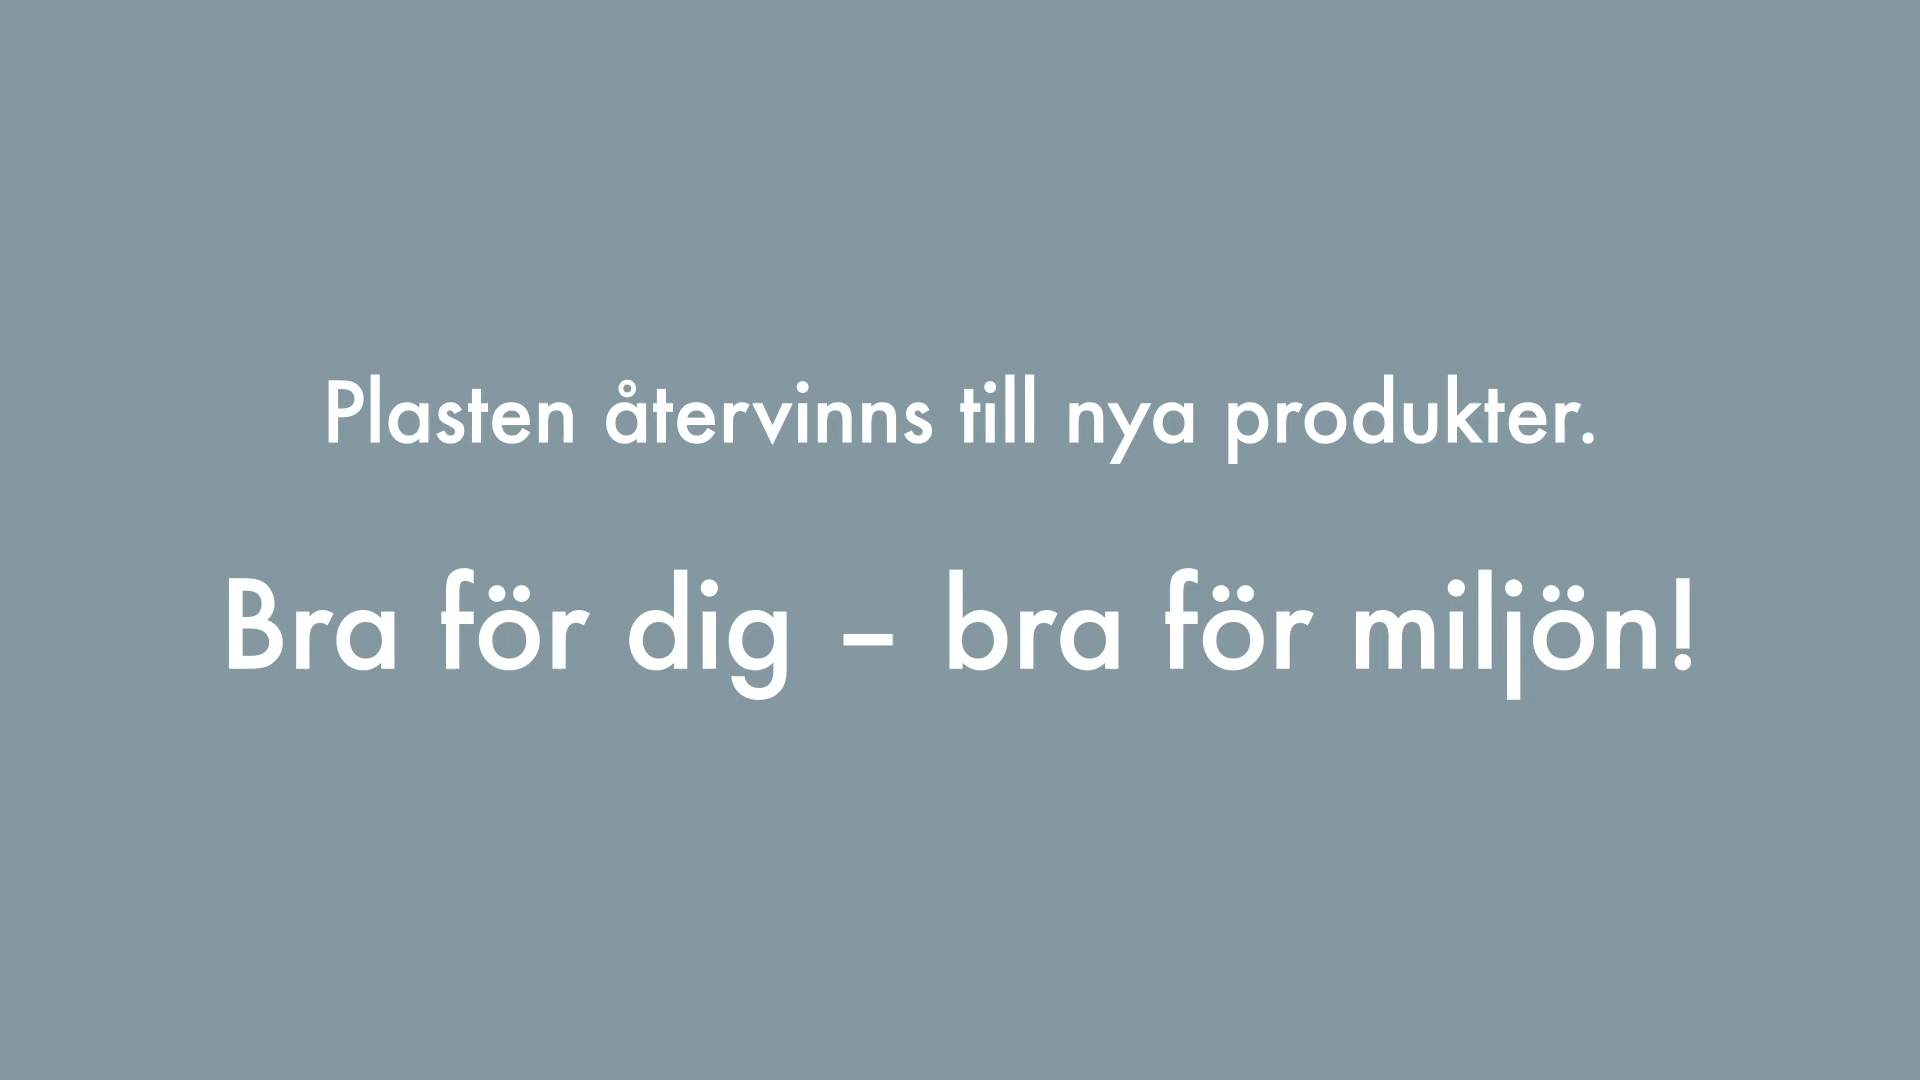 Plasten återvinns till nya produkter.
Bra för dig – bra för miljön!